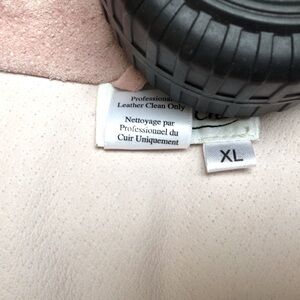 Professional
Leather Clean Only
Nettoyage par
Professionnel du
Cuir Uniquement
XL